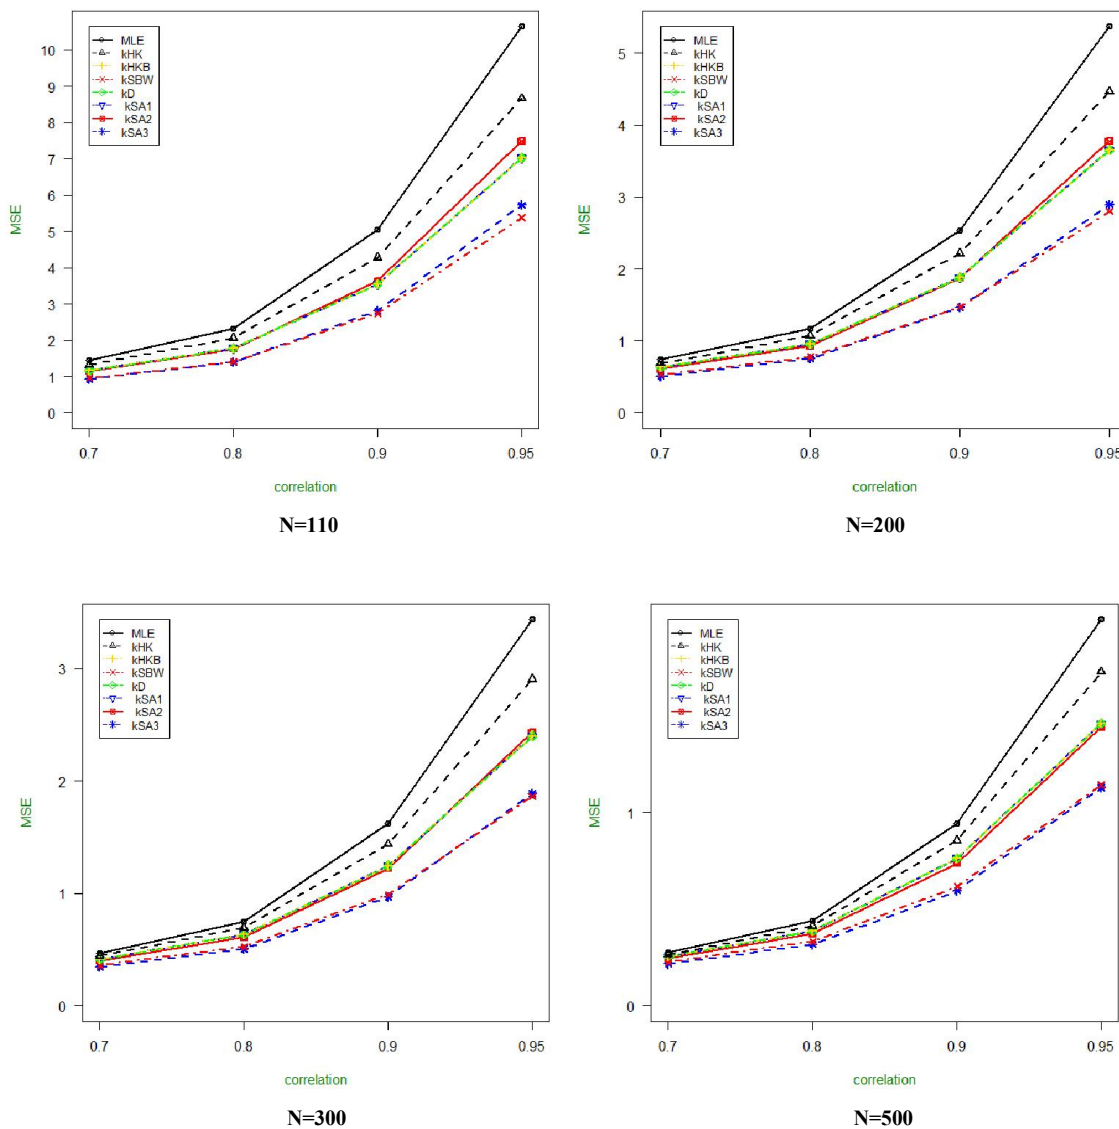 10
9
8
7
6
5
4
3
2
1
0
MSE
MLE
kHK
kHKB
kSBW
kD
kSA1
kSA2
kSA3
0.7 0.8 0.9 0.95
correlation
N=110
5
4
3
2
1
0
MSE
MLE
kHK
kHKB
kSBW
kD
kSA1
kSA2
kSA3
0.7 0.8 0.9 0.95
correlation
N=200
3
2
1
0
MSE
MLE
kHK
kHKB
kSBW
kD
kSA1
kSA2
kSA3
0.7 0.8 0.9 0.95
correlation
N=300
1
0
MSE
MLE
kHK
kHKB
kSBW
kD
kSA1
kSA2
kSA3
0.7 0.8 0.9 0.95
correlation
N=500